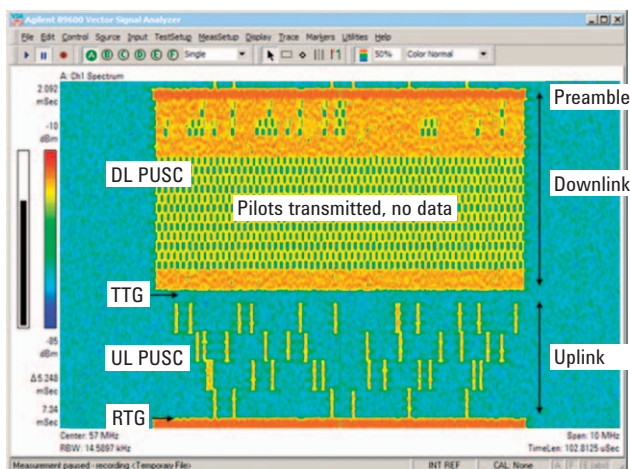 Agilent 89600 Vector Signal Analyzer
File Edit Control Source Input TestSetup MeasSetup Display Trace Markers Utilities Help
A B C D E F Single 50% Color Normal
A: Ch1 Spectrum
2.092
mSec
Preamble
-10
dBm
DL PUSC
Downlink
Pilots transmitted, no data
TTG
-85
dBm
UL PUSC
Uplink
Δ5.248
mSec
7.34
mSec
RTG
Center: 57 MHz
Span: 10 MHz
RBW: 14.5897 kHz
TimeLen: 102.8125 uSec
Measurement paused - recording <Temporary File>
INT REF
CAL: None